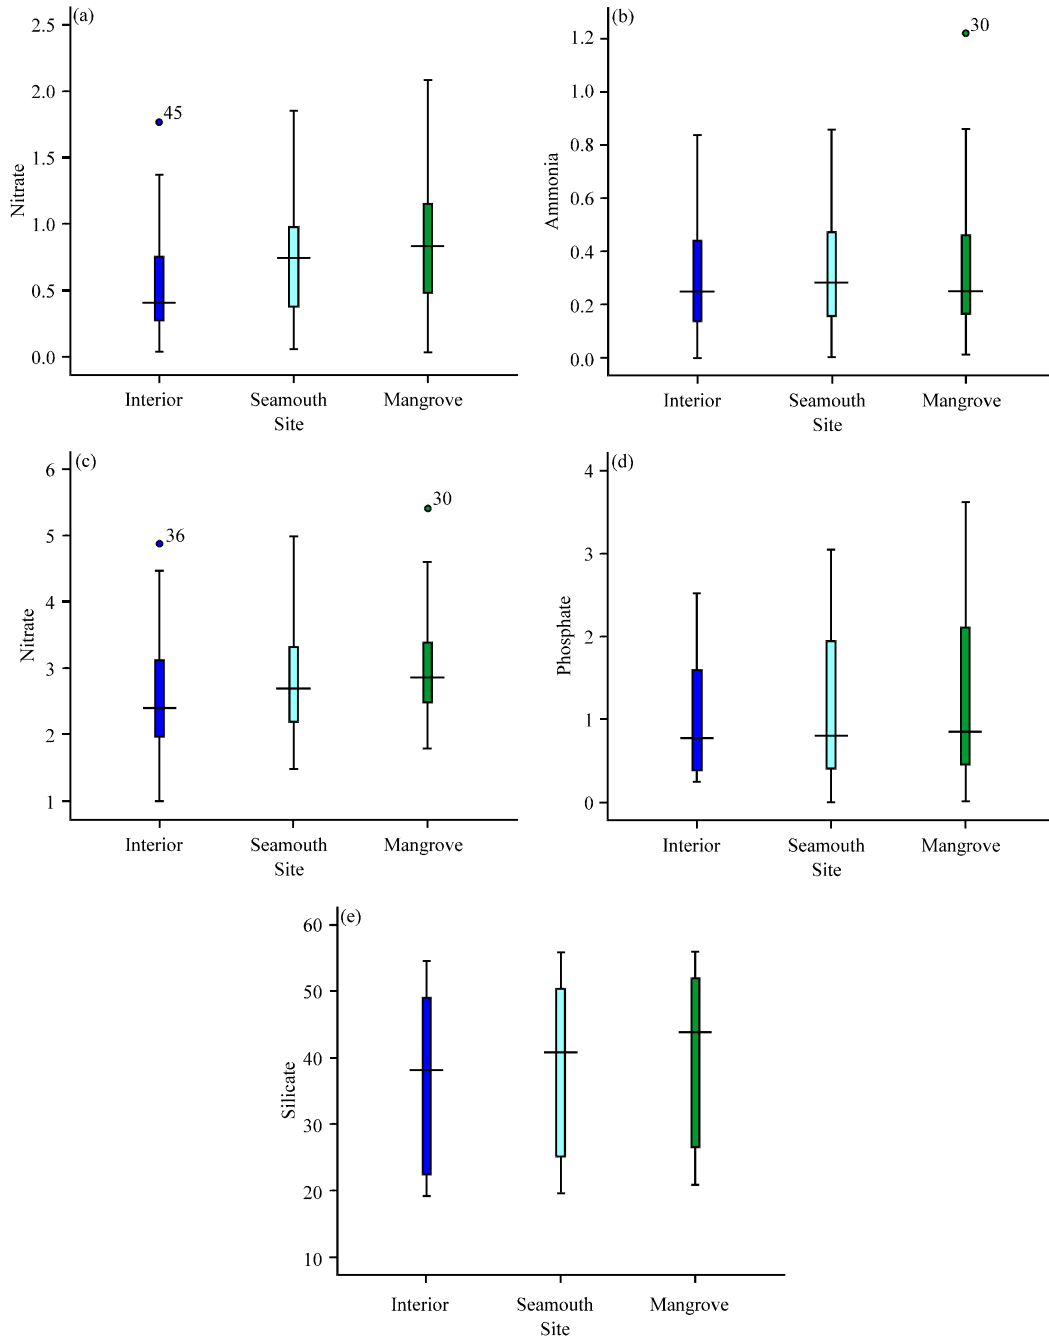 (a)
2.5
2.0
1.5
1.0
0.5
0.0
Nitrate
45
Interior Seamouth Mangrove
Site
(b)
1.2
1.0
0.8
0.6
0.4
0.2
0.0
Ammonia
30
Interior Seamouth Mangrove
Site
(c)
6
5
4
3
2
1
Nitrate
36
30
Interior Seamouth Mangrove
Site
(d)
4
3
2
1
0
Phosphate
Interior Seamouth Mangrove
Site
(e)
60
50
40
30
20
10
Silicate
Interior Seamouth Mangrove
Site